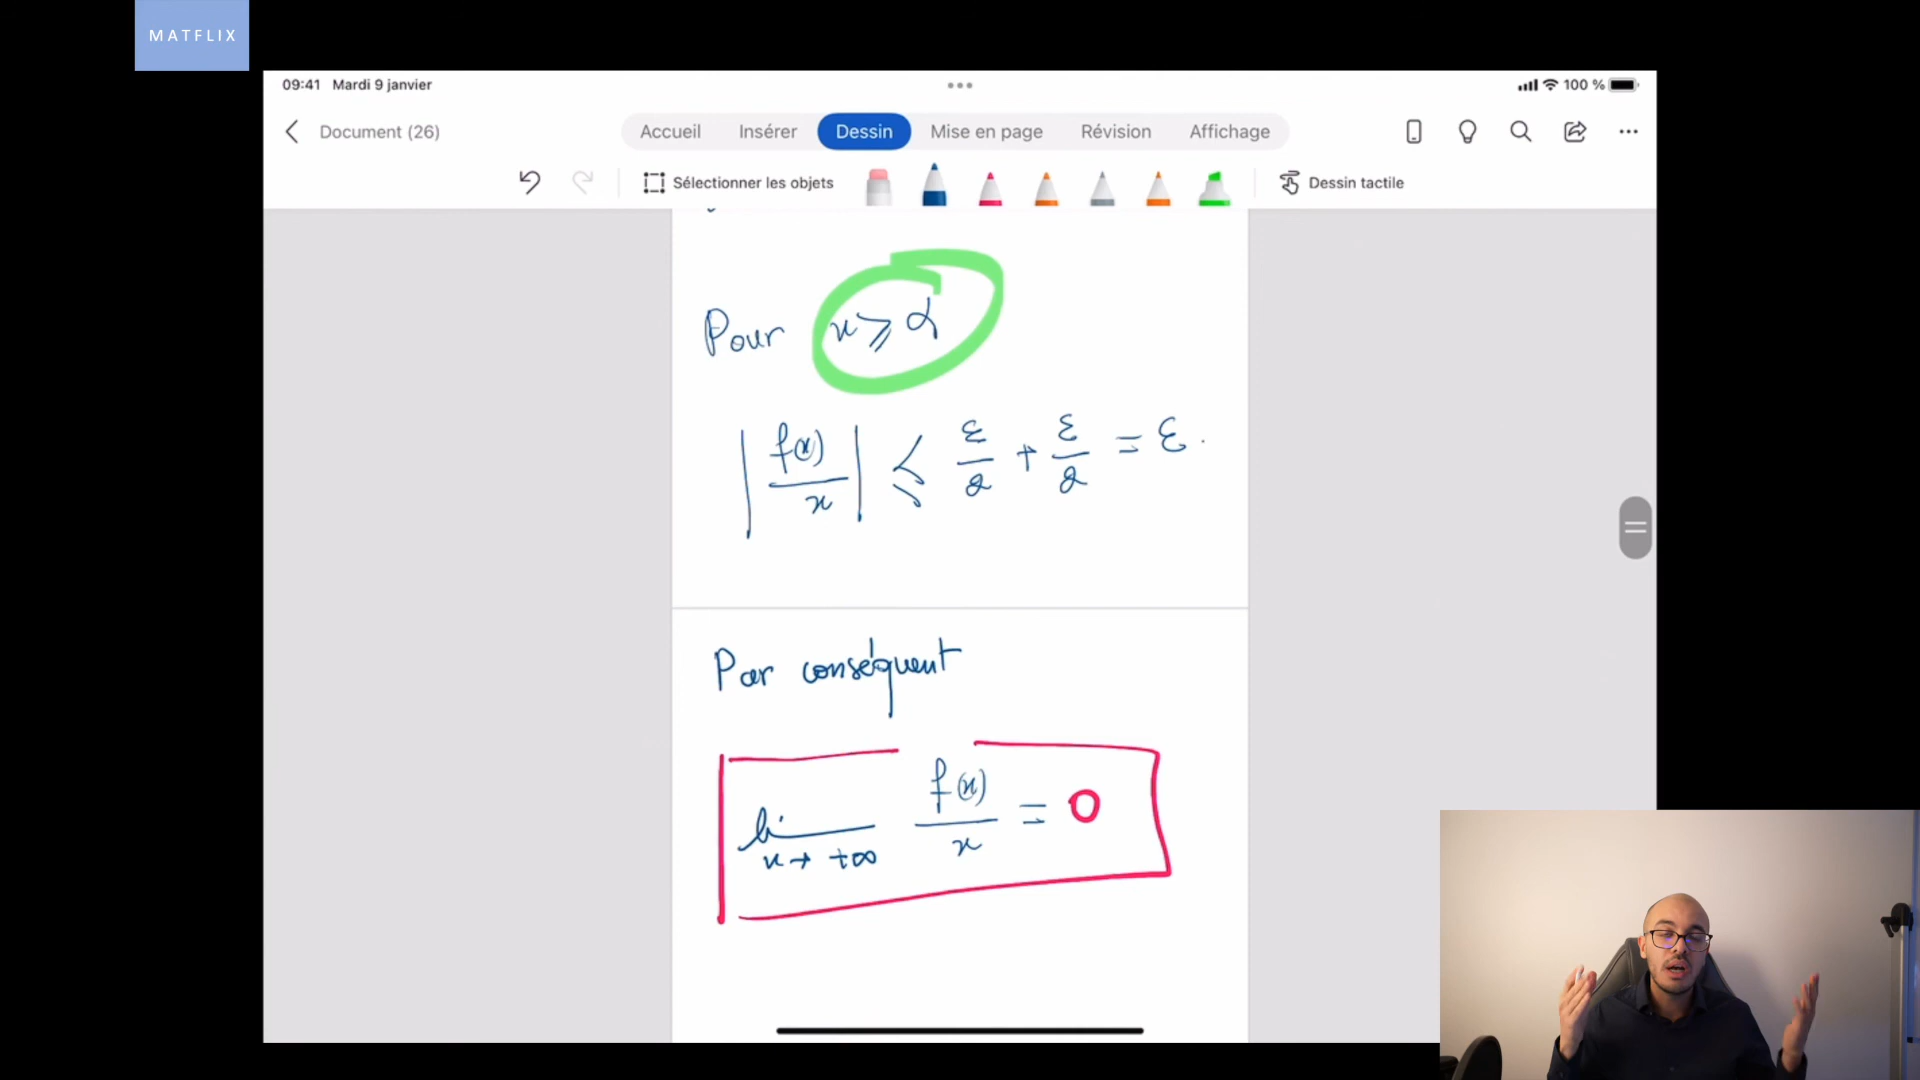 MATFLIX
09:41 Mardi 9 janvier
100 %
Document (26)
Accueil Insérer Dessin Mise en page Révision Affichage
Sélectionner les objets
Dessin tactile
Pour x ⩾ α
| f(x) / x | ⩽ ε/2 + ε/2 = ε.
Par conséquent
lim x→+∞ f(x)/x = 0